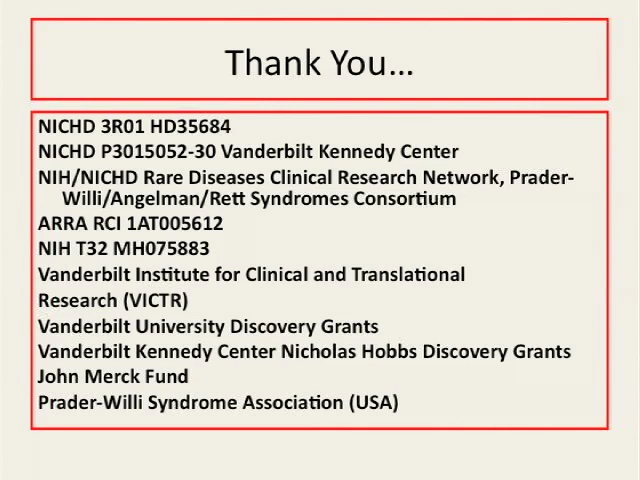 Thank You...
NICHD 3R01 HD35684
NICHD P3015052-30 Vanderbilt Kennedy Center
NIH/NICHD Rare Diseases Clinical Research Network, Prader-
Willi/Angelman/Rett Syndromes Consortium
ARRA RCI 1AT005612
NIH T32 MH075883
Vanderbilt Institute for Clinical and Translational
Research (VICTR)
Vanderbilt University Discovery Grants
Vanderbilt Kennedy Center Nicholas Hobbs Discovery Grants
John Merck Fund
Prader-Willi Syndrome Association (USA)